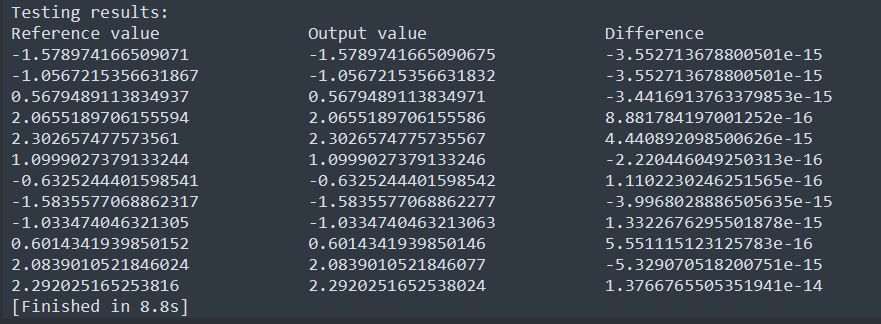 Testing results:
Reference value Output value Difference
-1.578974166509071 -1.5789741665090675 -3.552713678800501e-15
-1.0567215356631867 -1.0567215356631832 -3.552713678800501e-15
0.5679489113834937 0.5679489113834971 -3.4416913763379853e-15
2.0655189706155594 2.0655189706155586 8.881784197001252e-16
2.302657477573561 2.3026574775735567 4.440892098500626e-15
1.0999027379133244 1.0999027379133246 -2.220446049250313e-16
-0.6325244401598541 -0.6325244401598542 1.1102230246251565e-16
-1.5835577068862317 -1.5835577068862277 -3.9968028886505635e-15
-1.033474046321305 -1.0334740463213063 1.3322676295501878e-15
0.6014341939850152 0.6014341939850146 5.551115123125783e-16
2.0839010521846024 2.0839010521846077 -5.329070518200751e-15
2.292025165253816 2.2920251652538024 1.3766765505351941e-14
[Finished in 8.8s]